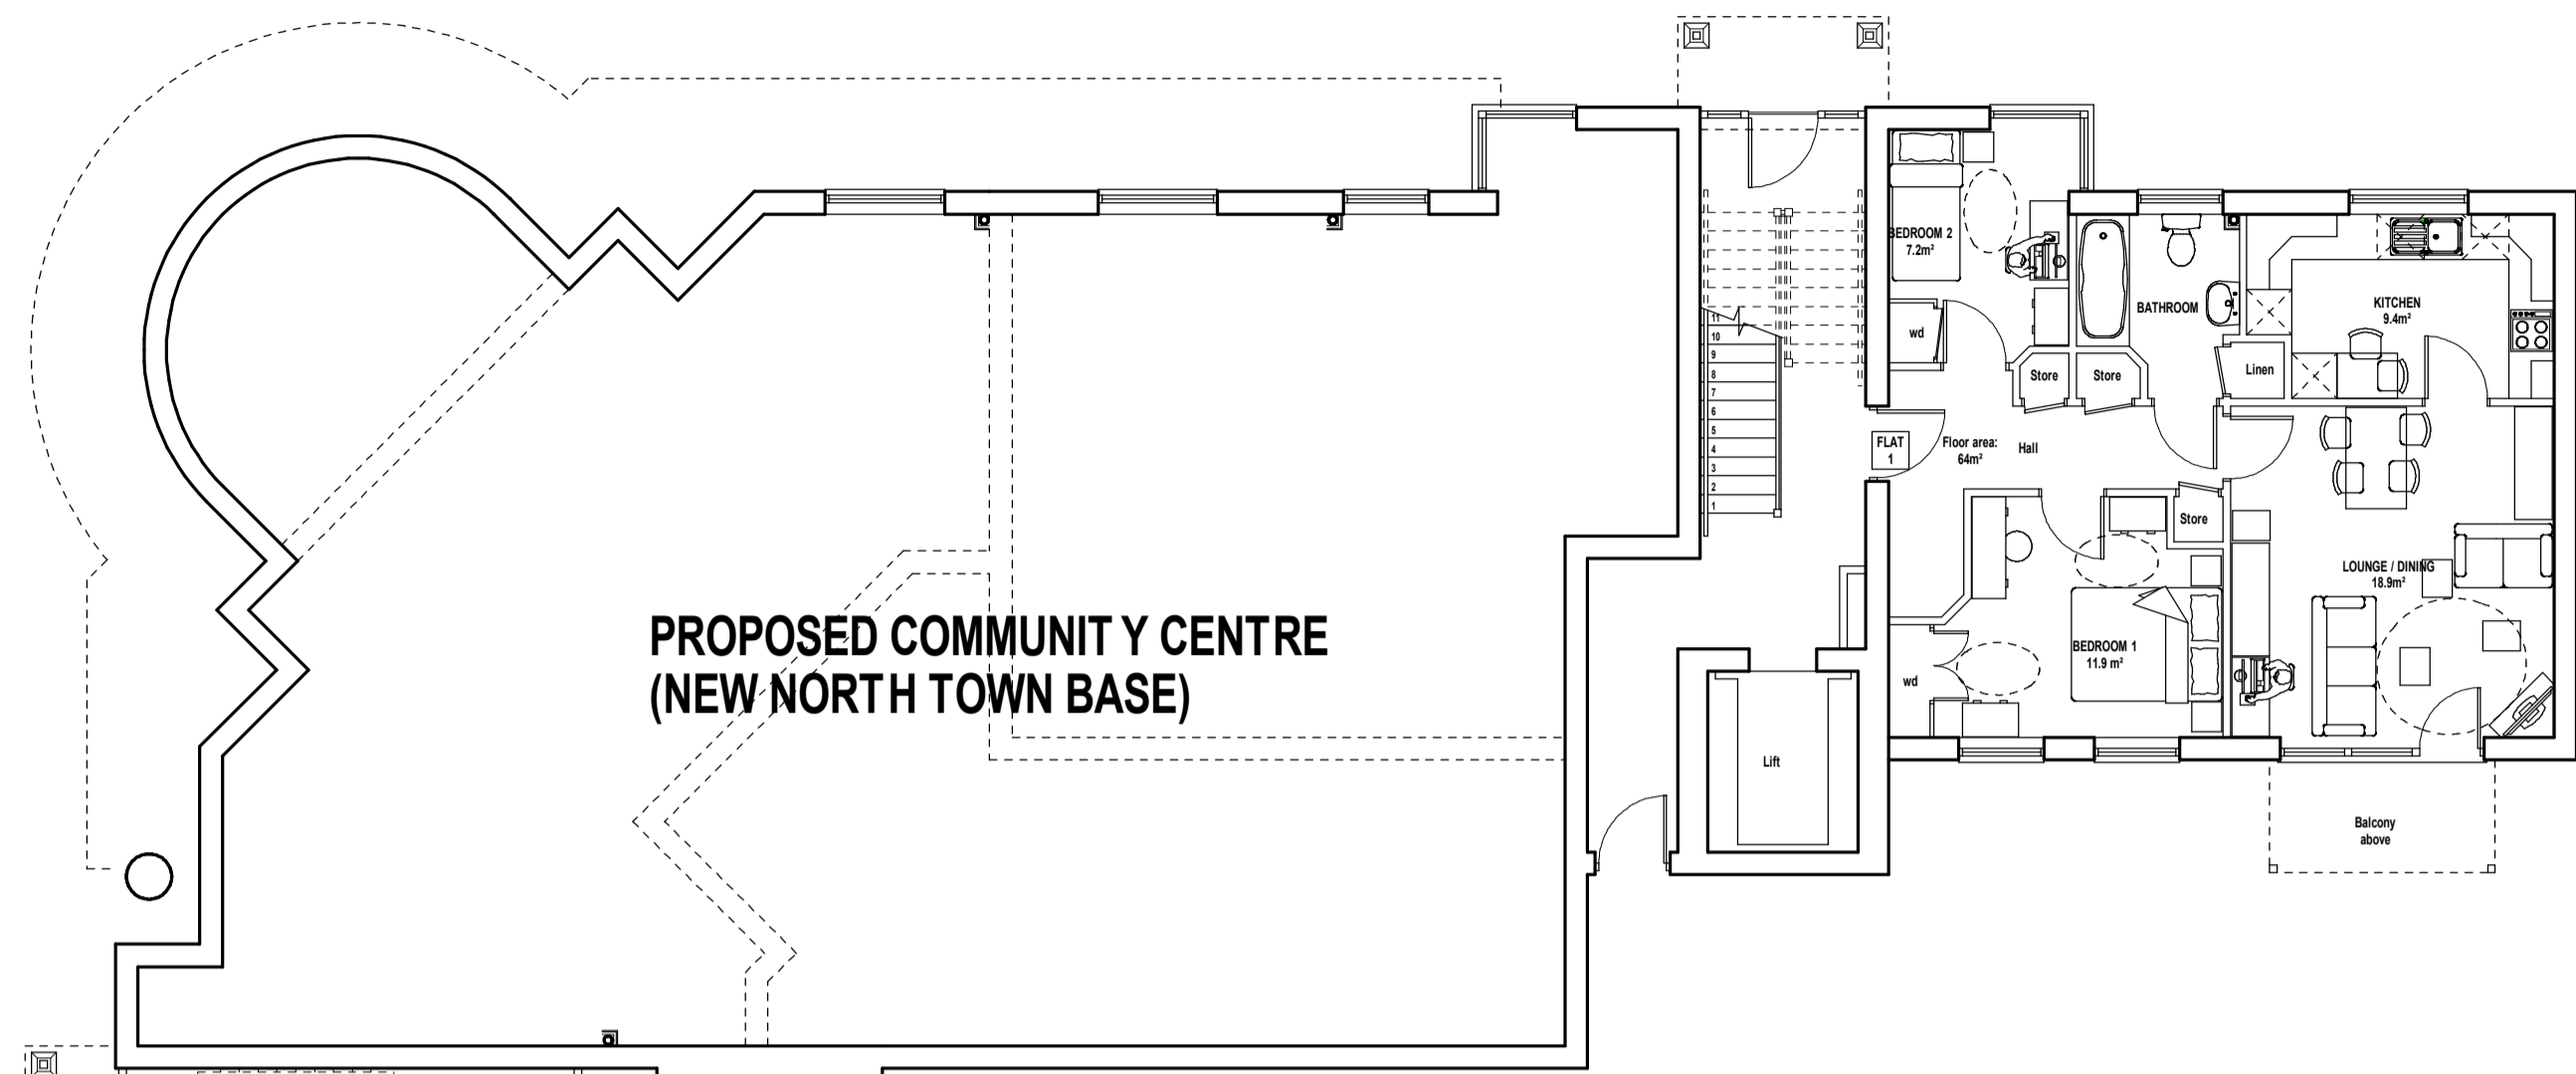 BEDROOM 2
7.2m²
wd
Store
Store
BATHROOM
Linen
KITCHEN
9.4m²
11
10
9
8
7
6
5
4
3
2
1
FLAT
1
Floor area:
64m²
Hall
Store
LOUNGE / DINING
18.9m²
PROPOSED COMMUNIT Y CENTRE
(NEW NORTH TOWN BASE)
BEDROOM 1
11.9 m²
wd
Lift
Balcony
above